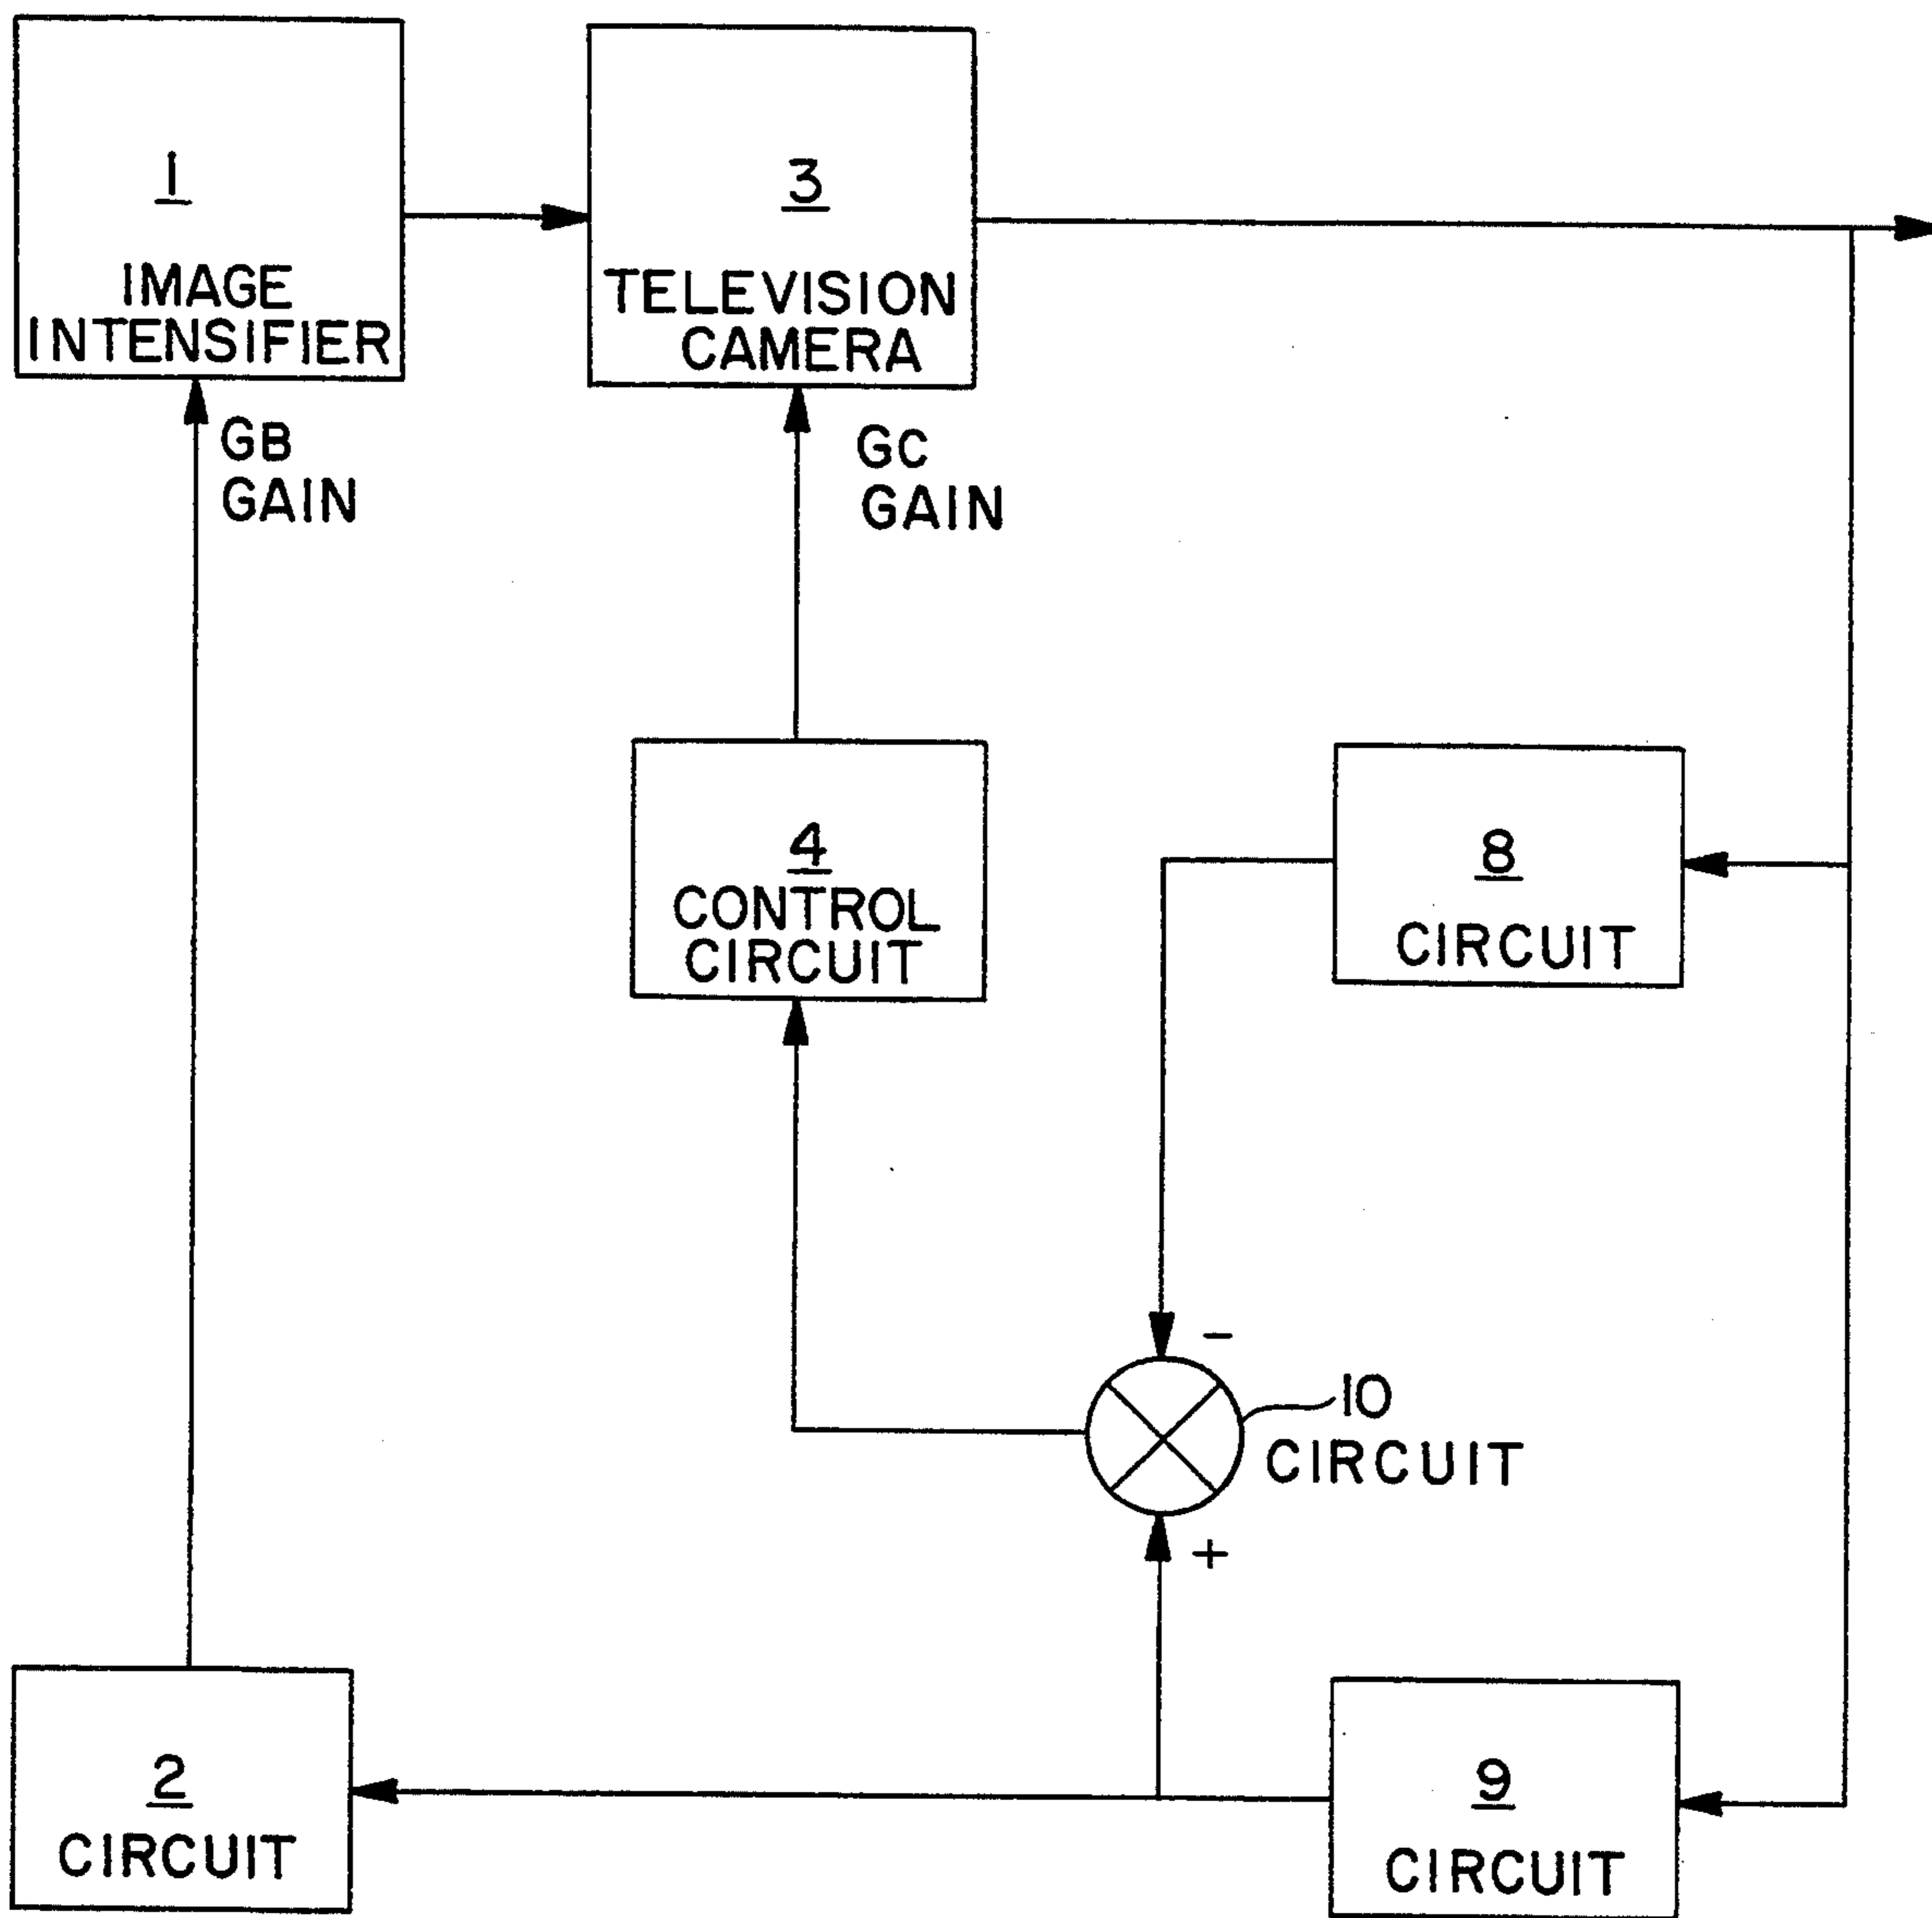 1
IMAGE
INTENSIFIER
3
TELEVISION
CAMERA
GB
GAIN
GC
GAIN
4
CONTROL
CIRCUIT
8
CIRCUIT
-
10
CIRCUIT
+
2
CIRCUIT
9
CIRCUIT